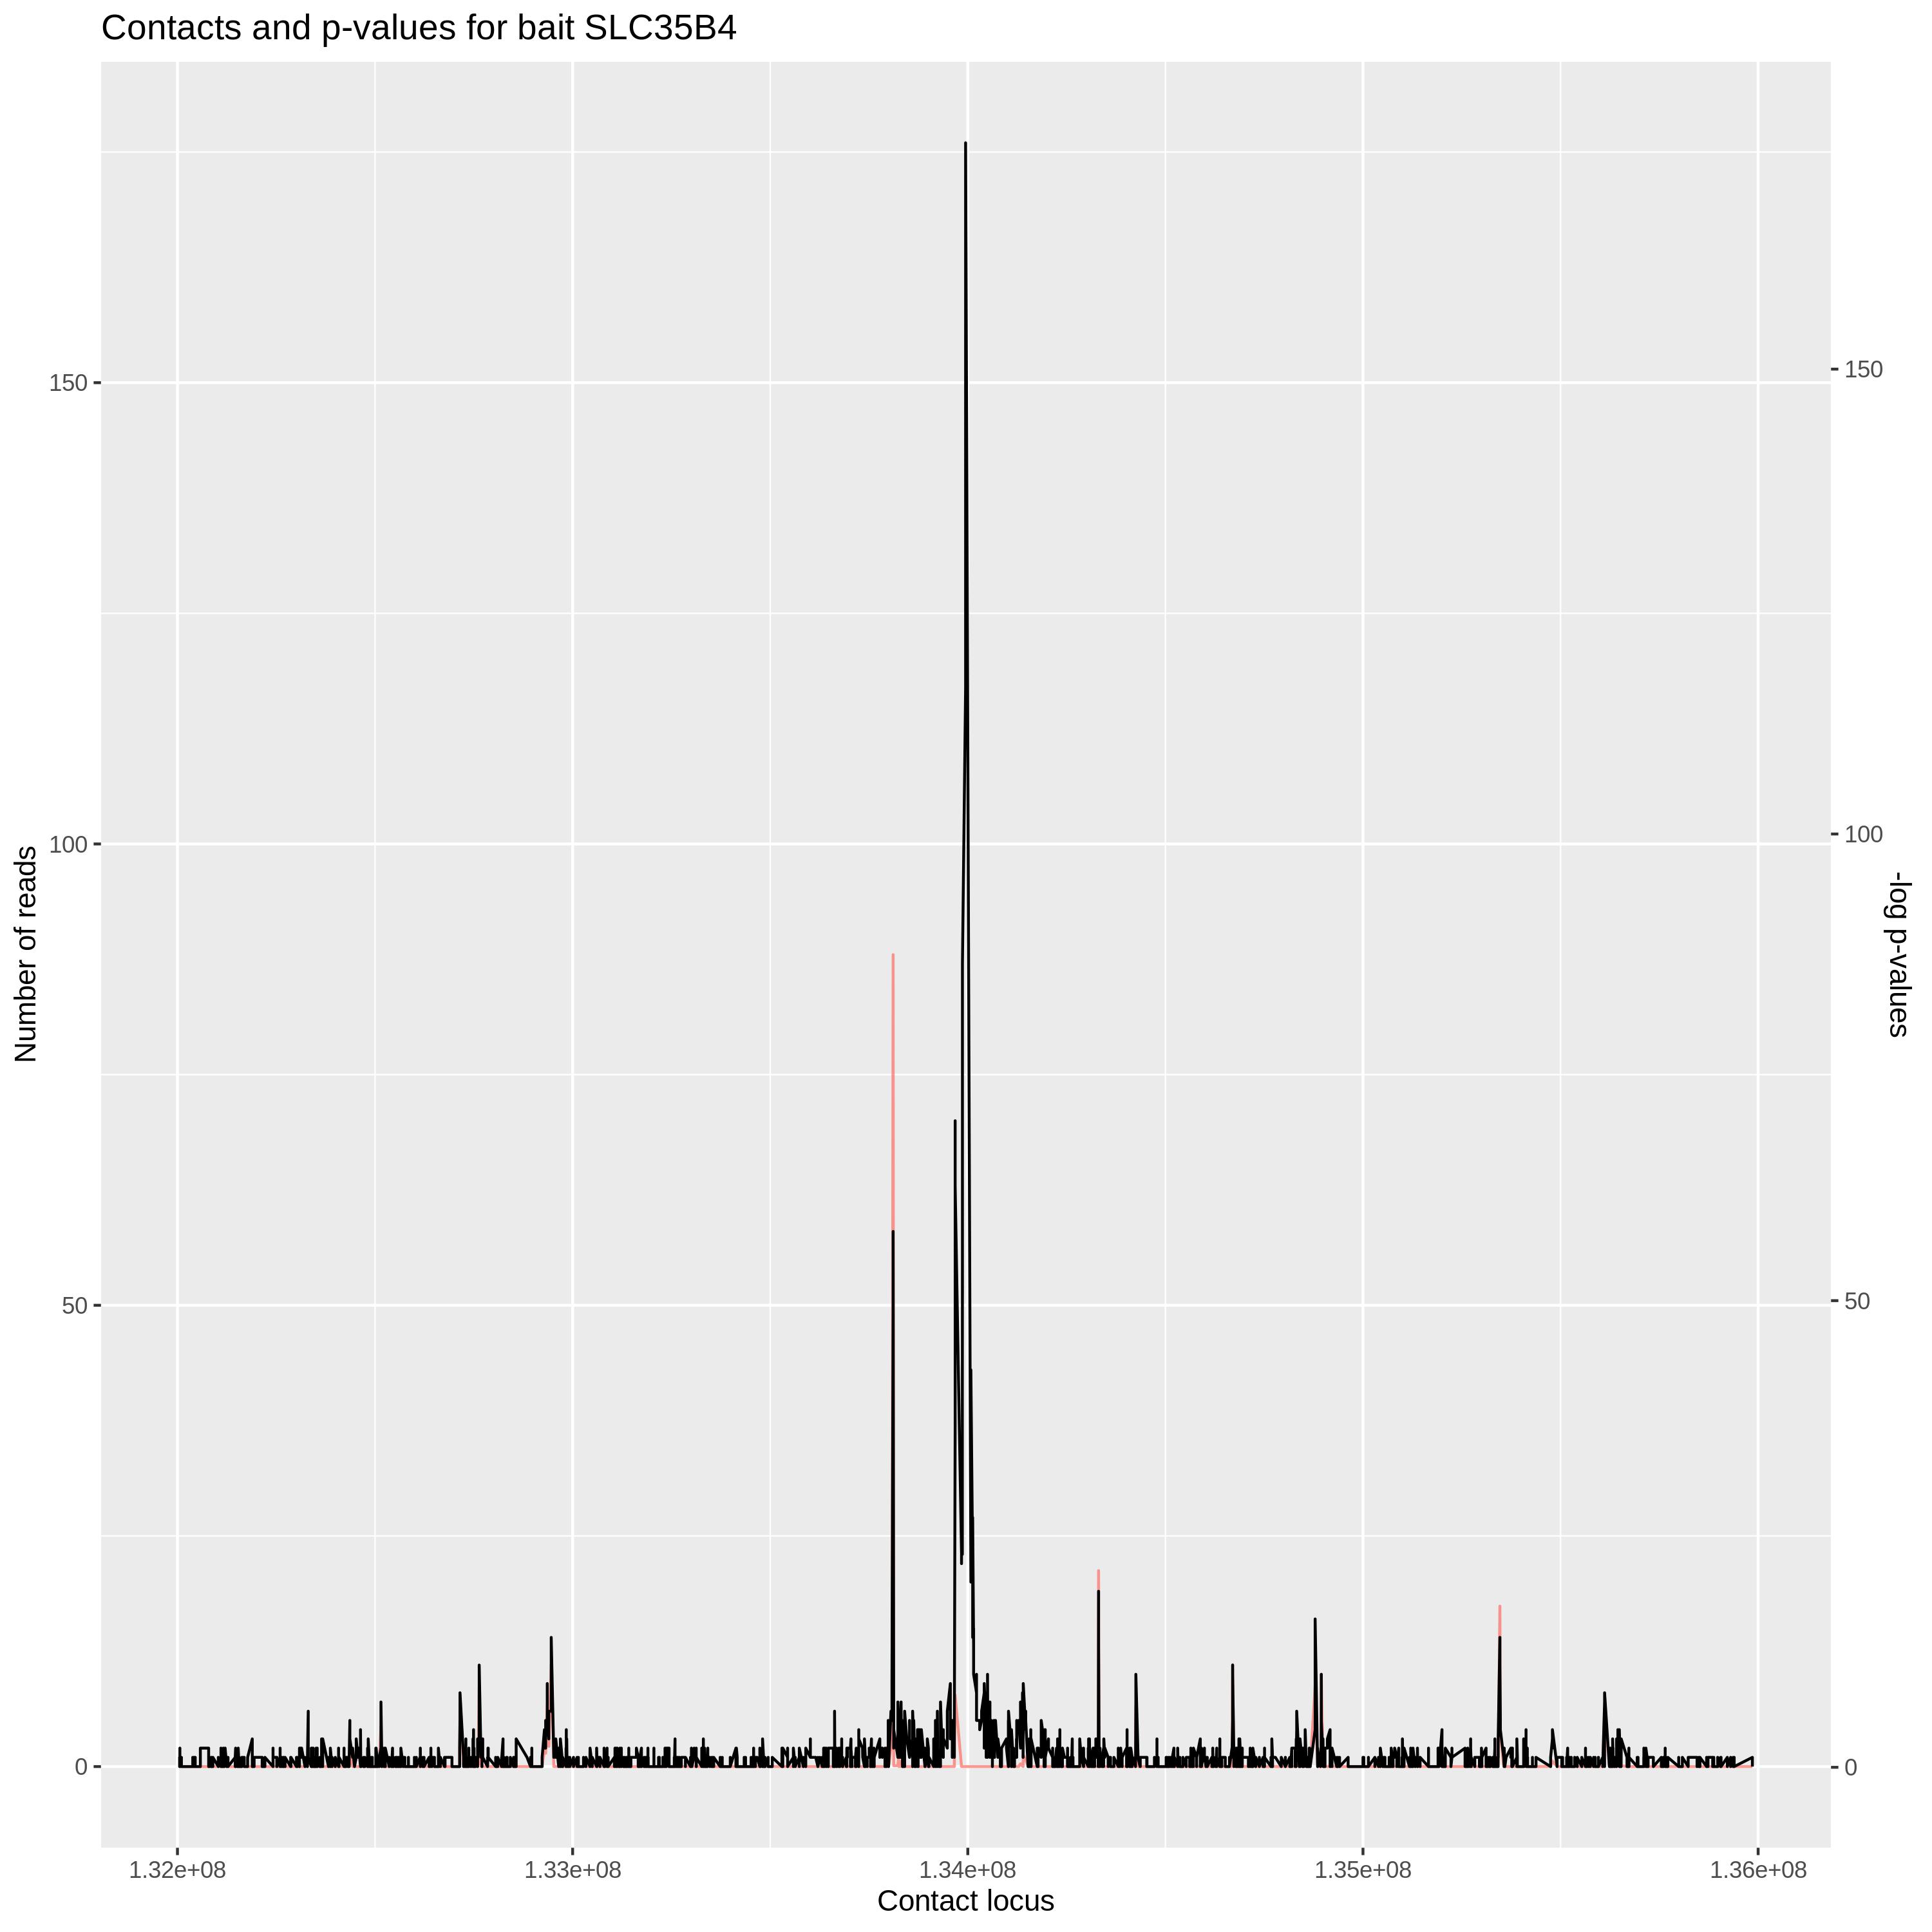 Contacts and p-values for bait SLC35B4
150
100
50
0
Number of reads
150
100
50
0
-log p-values
1.32e+08 1.33e+08 1.34e+08 1.35e+08 1.36e+08
Contact locus